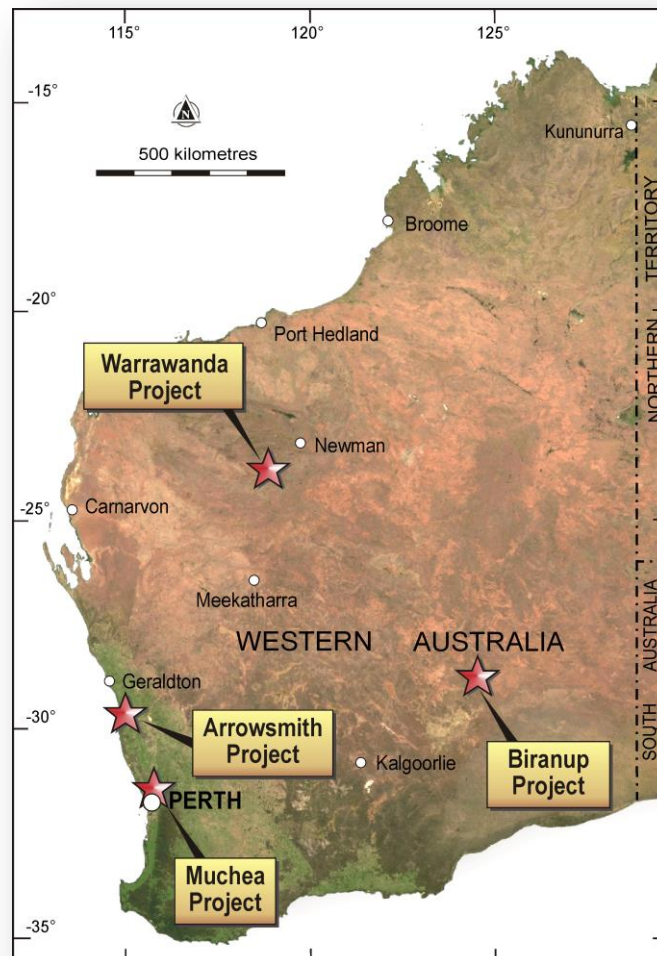 115°
120°
125°
-15°
N
500 kilometres
Kununurra
Broome
TERRITORY
NORTHERN
-20°
Port Hedland
Warrawanda
Project
Newman
-25°
Carnarvon
Meekatharra
WESTERN AUSTRALIA
SOUTH AUSTRALIA
Geraldton
-30°
Arrowsmith
Project
Kalgoorlie
Biranup
Project
PERTH
Muchea
Project
-35°